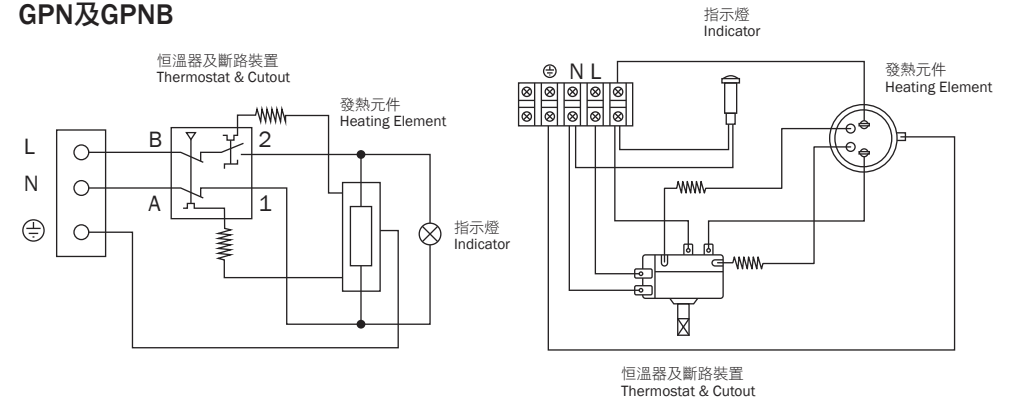 GPN及GPNB
恒溫器及斷路裝置
Thermostat & Cutout
發熱元件
Heating Element
B
2
L
N
A
1
指示燈
Indicator
指示燈
Indicator
N L
發熱元件
Heating Element
恒溫器及斷路裝置
Thermostat & Cutout